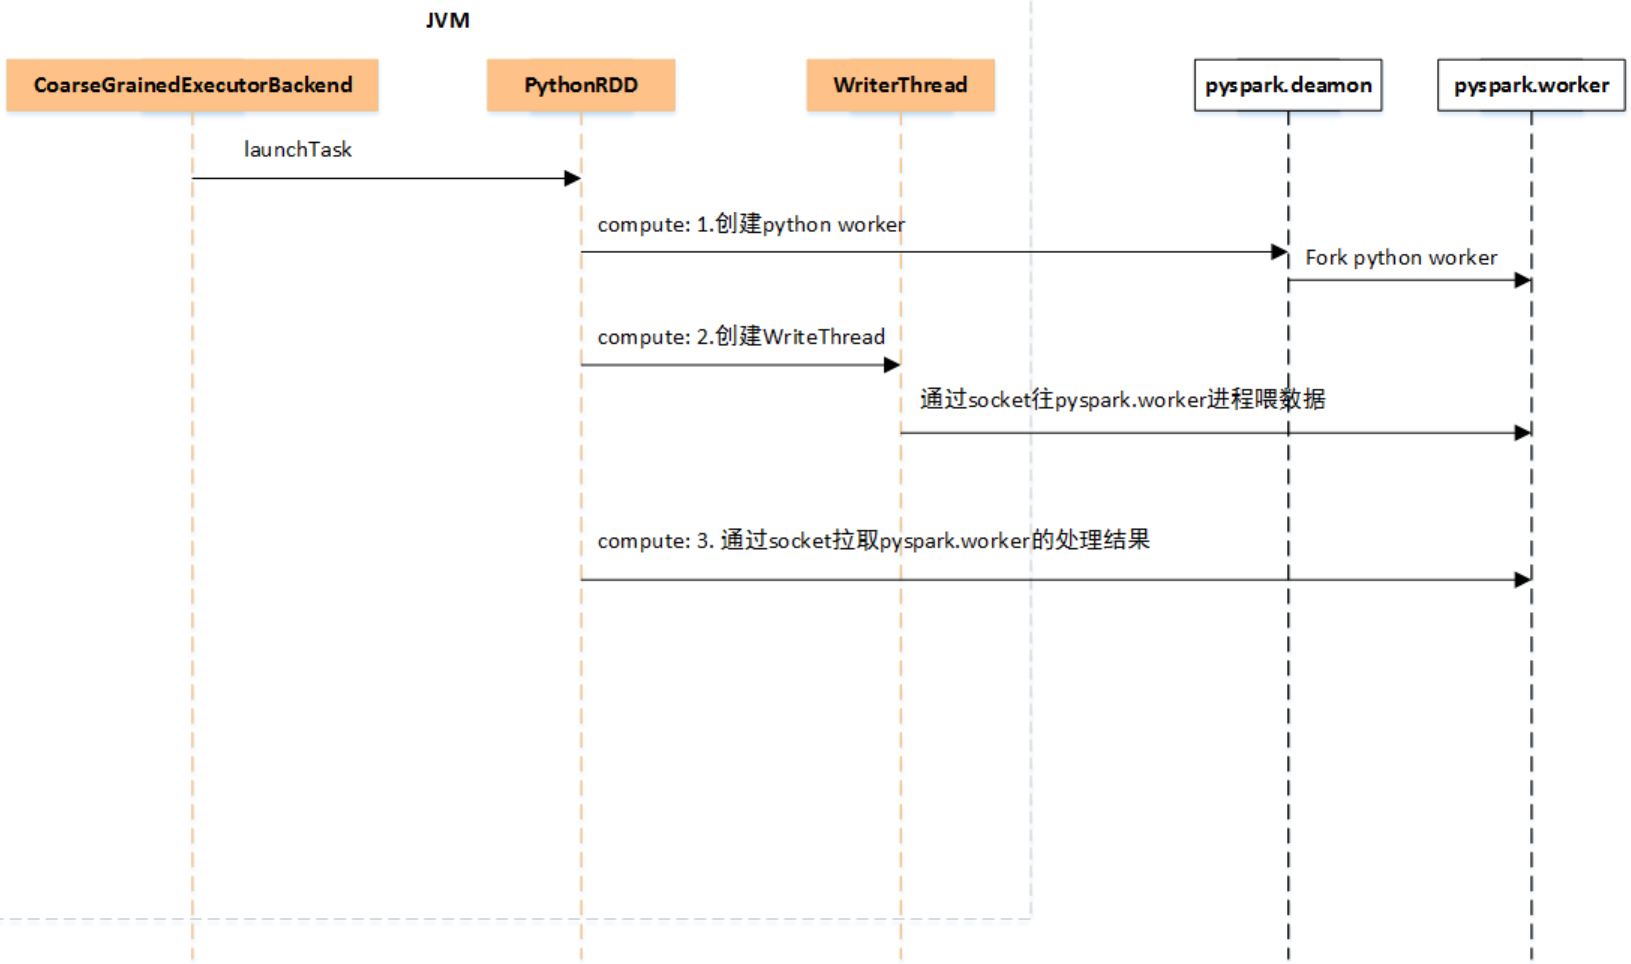 JVM
CoarseGrainedExecutorBackend
PythonRDD
WriterThread
pyspark.deamon
pyspark.worker
launchTask
compute: 1.创建python worker
Fork python worker
compute: 2.创建WriteThread
通过socket往pyspark.worker进程喂数据
compute: 3. 通过socket拉取pyspark.worker的处理结果